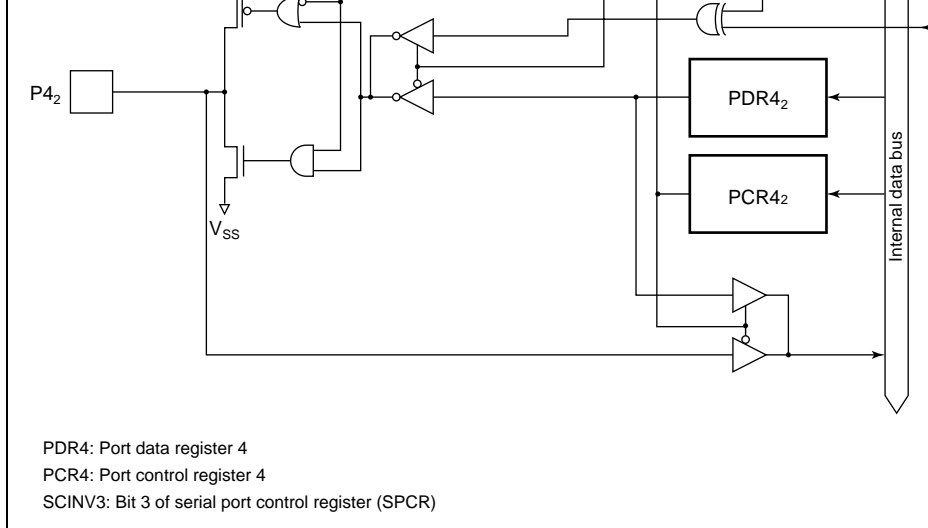 P4₂
PDR4₂
PCR4₂
Internal data bus
V_SS
PDR4: Port data register 4
PCR4: Port control register 4
SCINV3: Bit 3 of serial port control register (SPCR)